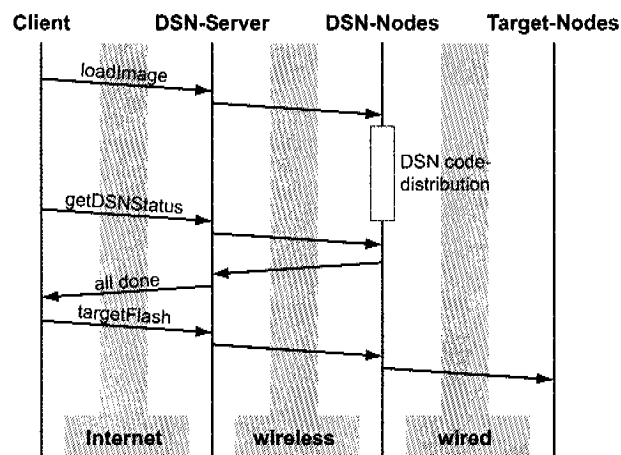 Client DSN-Server DSN-Nodes Target-Nodes
loadImage
DSN code-
distribution
getDSNStatus
all done
targetFlash
Internet wireless wired